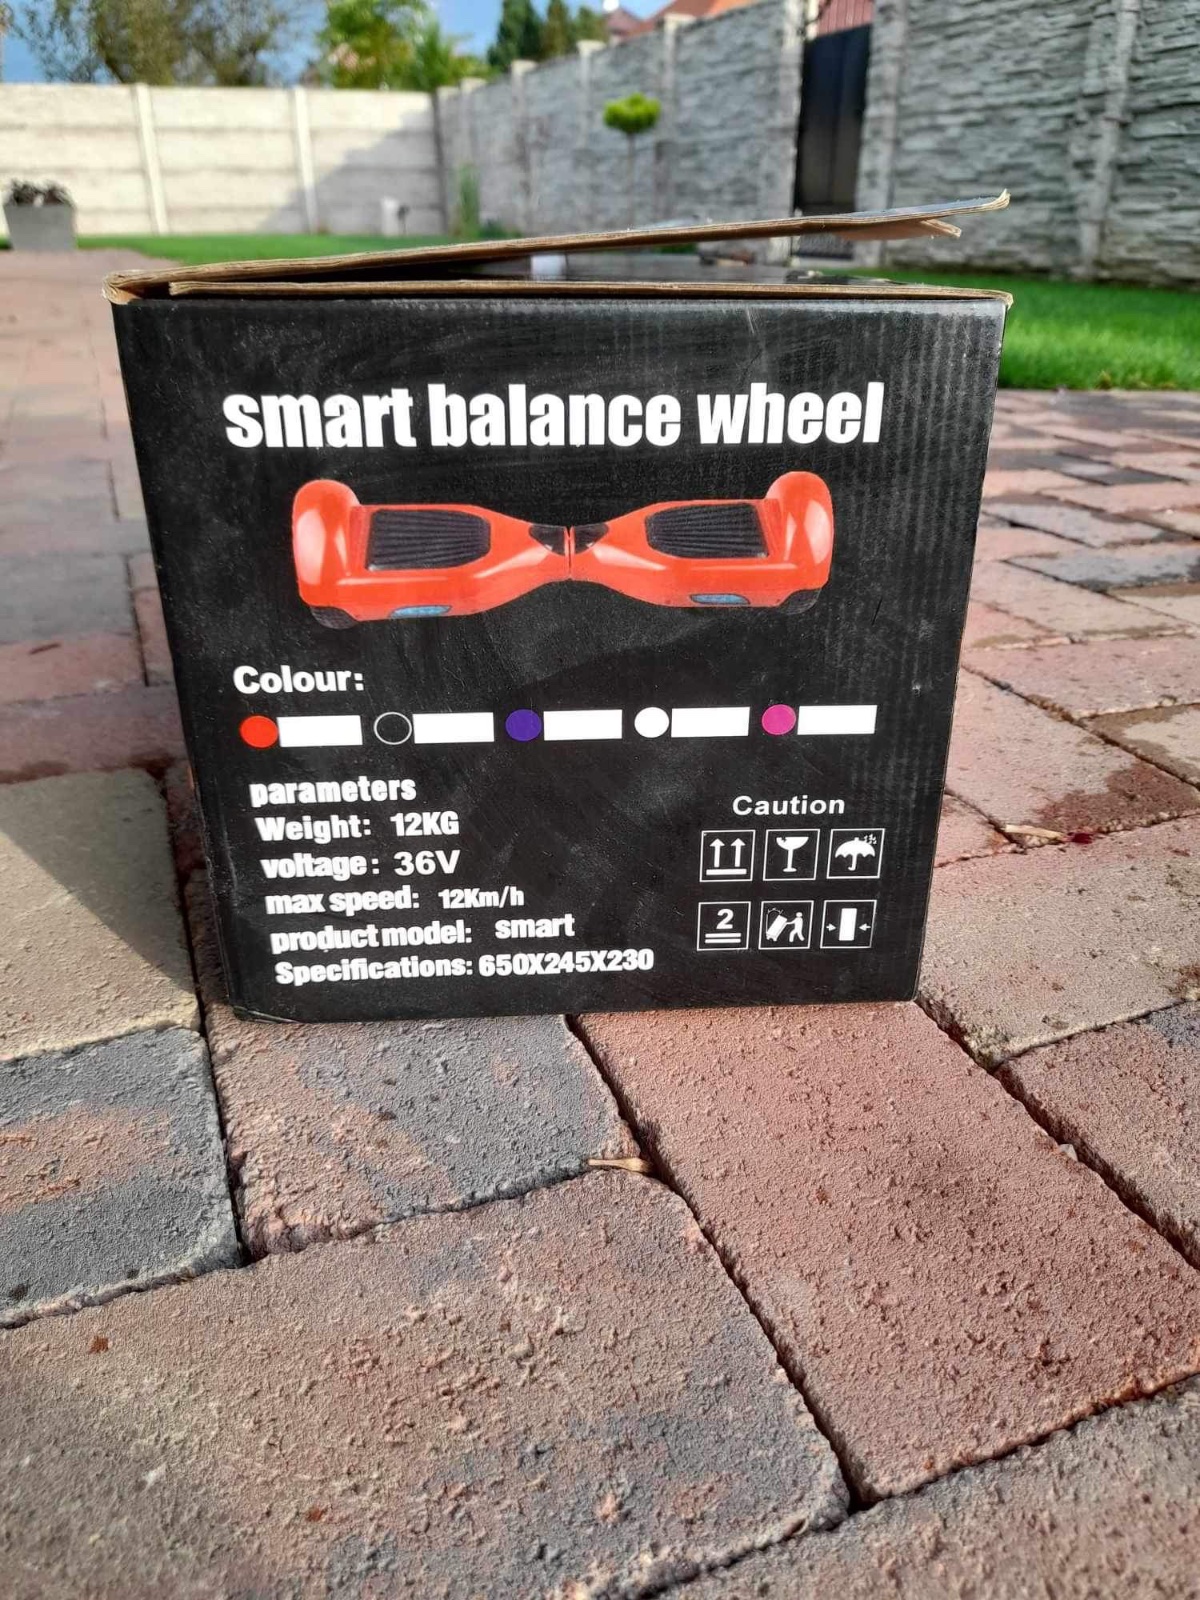 smart balance wheel
Colour:
parameters
Weight: 12KG
voltage: 36V
max speed: 12Km/h
product model: smart
Specifications: 650X245X230
Caution
2